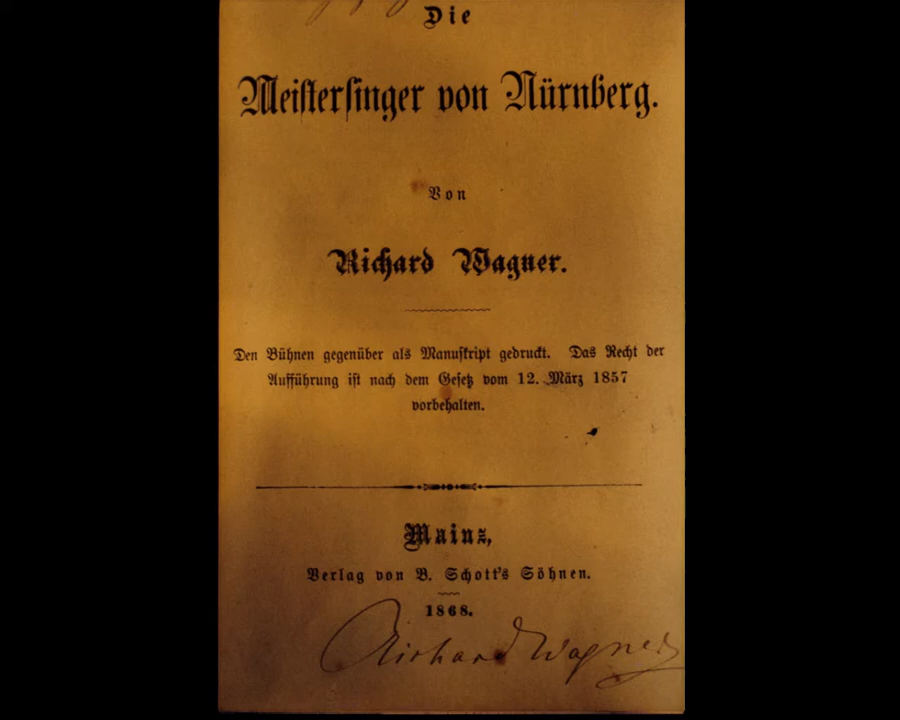 Die
Meistersinger von Nürnberg.
Von
Richard Wagner.
Den Bühnen gegenüber als Manuskript gedruckt. Das Recht der
Aufführung ist nach dem Gesetz vom 12. März 1857
vorbehalten.
Mainz,
Verlag von B. Schott's Söhnen.
1868.
Richard Wagner